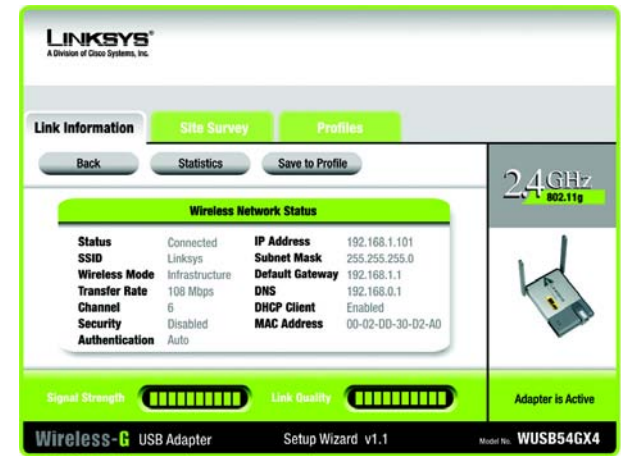 LINKSYS®
A Division of Cisco Systems, Inc.
Link Information Site Survey Profiles
Back Statistics Save to Profile
2.4GHz
802.11g
Wireless Network Status
Status Connected IP Address 192.168.1.101
SSID Linksys Subnet Mask 255.255.255.0
Wireless Mode Infrastructure Default Gateway 192.168.1.1
Transfer Rate 108 Mbps DNS 192.168.0.1
Channel 6 DHCP Client Enabled
Security Disabled MAC Address 00-02-DD-30-D2-A0
Authentication Auto
Signal Strength Link Quality Adapter is Active
Wireless-G USB Adapter Setup Wizard v1.1 Model No. WUSB54GX4